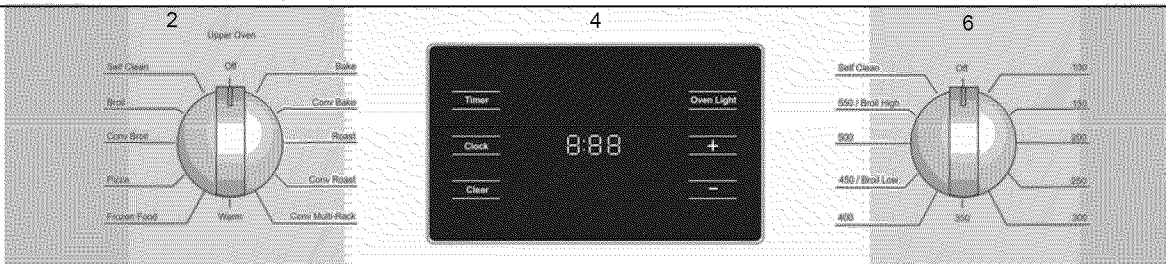 2
4
6
Upper Oven
Self Clean
Off
Bake
Broil
Conv Bake
Conv Broil
Roast
Pizza
Conv Roast
Frozen Food
Warm
Conv Multi-Rack
Timer
Oven Light
Clock
8:88
+
Clear
−
Self Clean
Off
100
550 / Broil High
150
500
200
450 / Broil Low
250
400
350
300